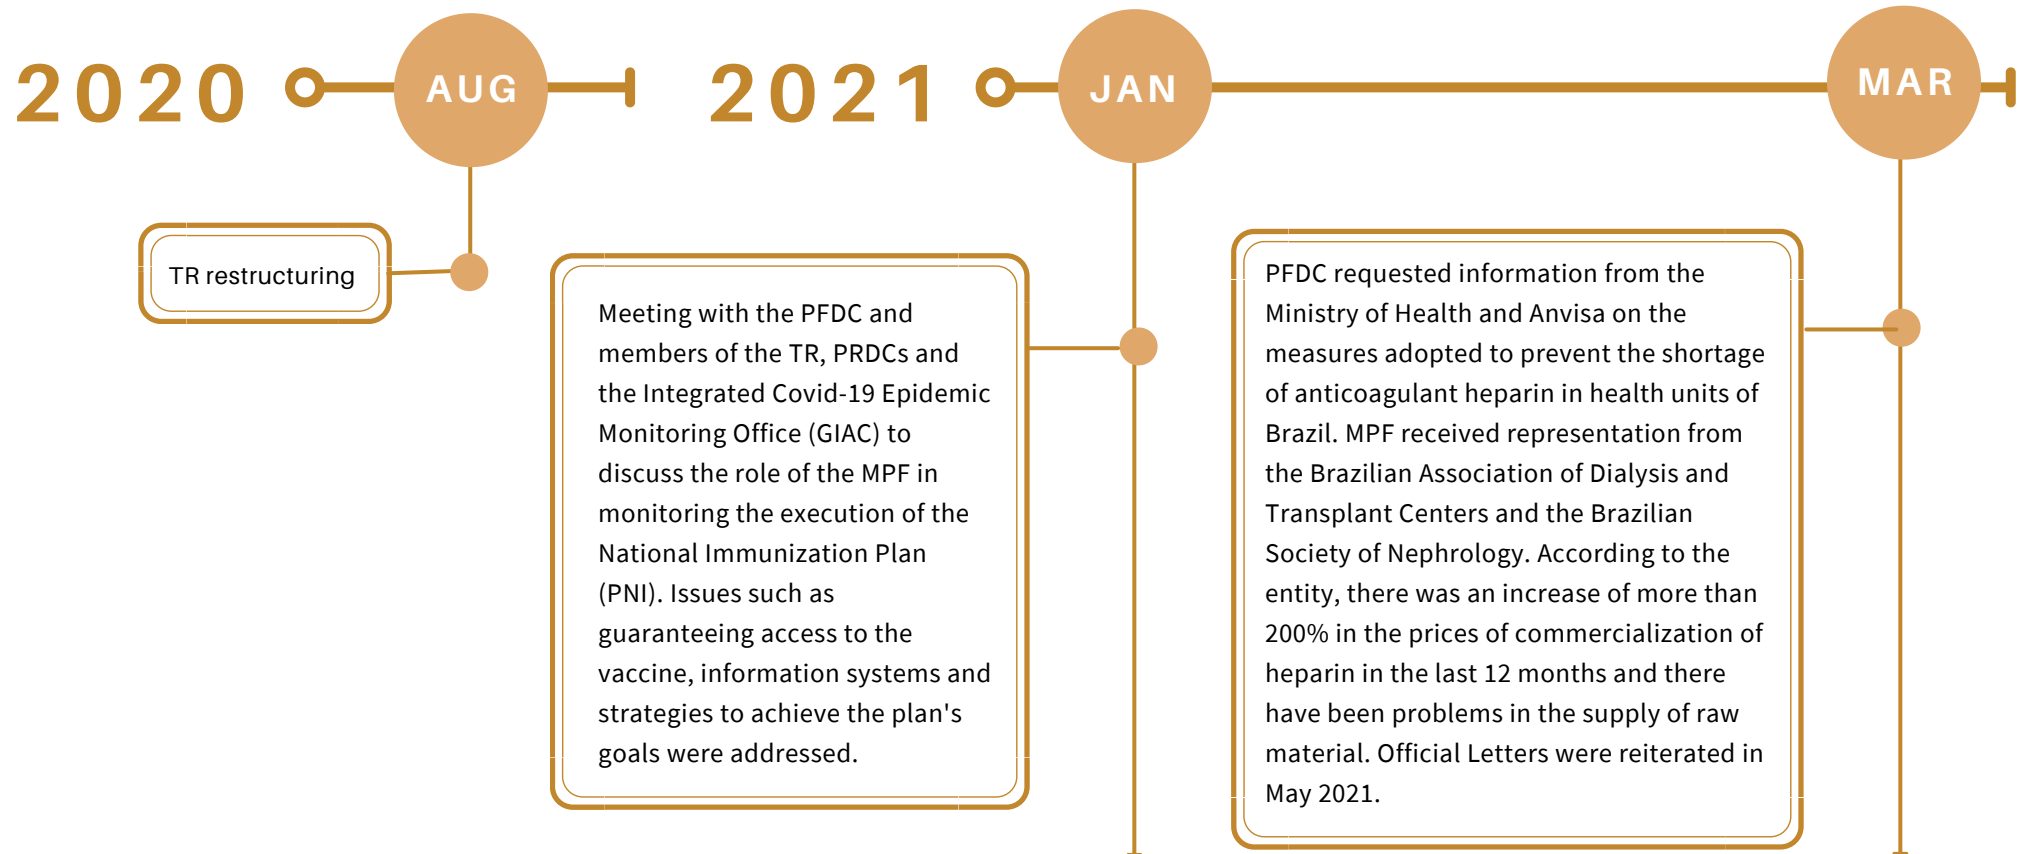 2020
AUG
2021
JAN
MAR
TR restructuring
Meeting with the PFDC and
members of the TR, PRDCs and
the Integrated Covid-19 Epidemic
Monitoring Office (GIAC) to
discuss the role of the MPF in
monitoring the execution of the
National Immunization Plan
(PNI). Issues such as
guaranteeing access to the
vaccine, information systems and
strategies to achieve the plan's
goals were addressed.
PFDC requested information from the
Ministry of Health and Anvisa on the
measures adopted to prevent the shortage
of anticoagulant heparin in health units of
Brazil. MPF received representation from
the Brazilian Association of Dialysis and
Transplant Centers and the Brazilian
Society of Nephrology. According to the
entity, there was an increase of more than
200% in the prices of commercialization of
heparin in the last 12 months and there
have been problems in the supply of raw
material. Official Letters were reiterated in
May 2021.